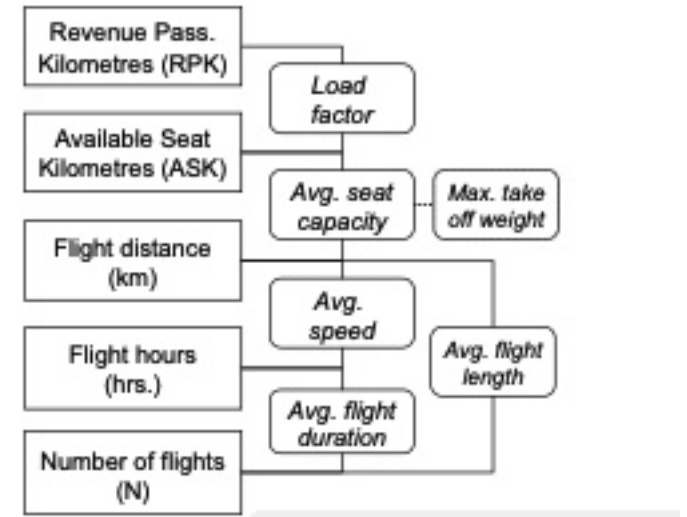 Revenue Pass.
Kilometres (RPK)
Load
factor
Available Seat
Kilometres (ASK)
Avg. seat
capacity
Max. take
off weight
Flight distance
(km)
Avg.
speed
Flight hours
(hrs.)
Avg. flight
length
Avg. flight
duration
Number of flights
(N)